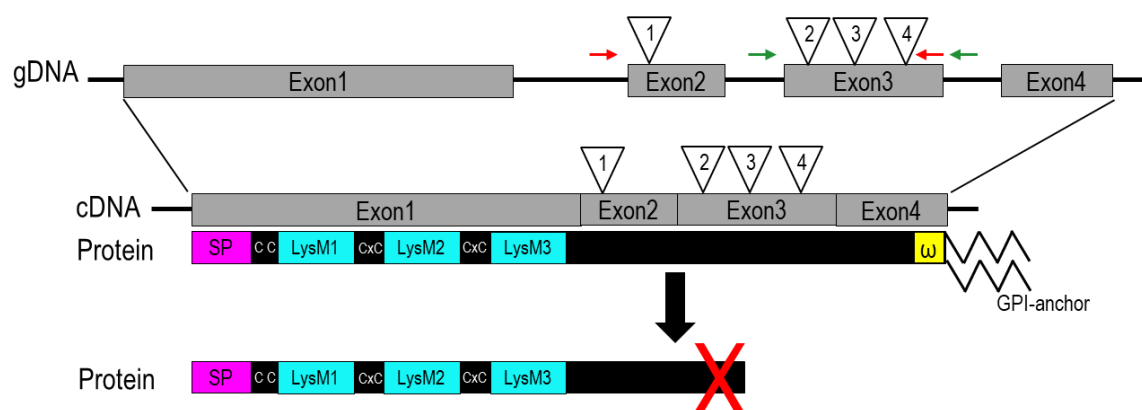 1 2 3 4
gDNA Exon1 Exon2 Exon3 Exon4
1 2 3 4
cDNA Exon1 Exon2 Exon3 Exon4
Protein SP C C LysM1 CxC LysM2 CxC LysM3 ω
GPI-anchor
Protein SP C C LysM1 CxC LysM2 CxC LysM3